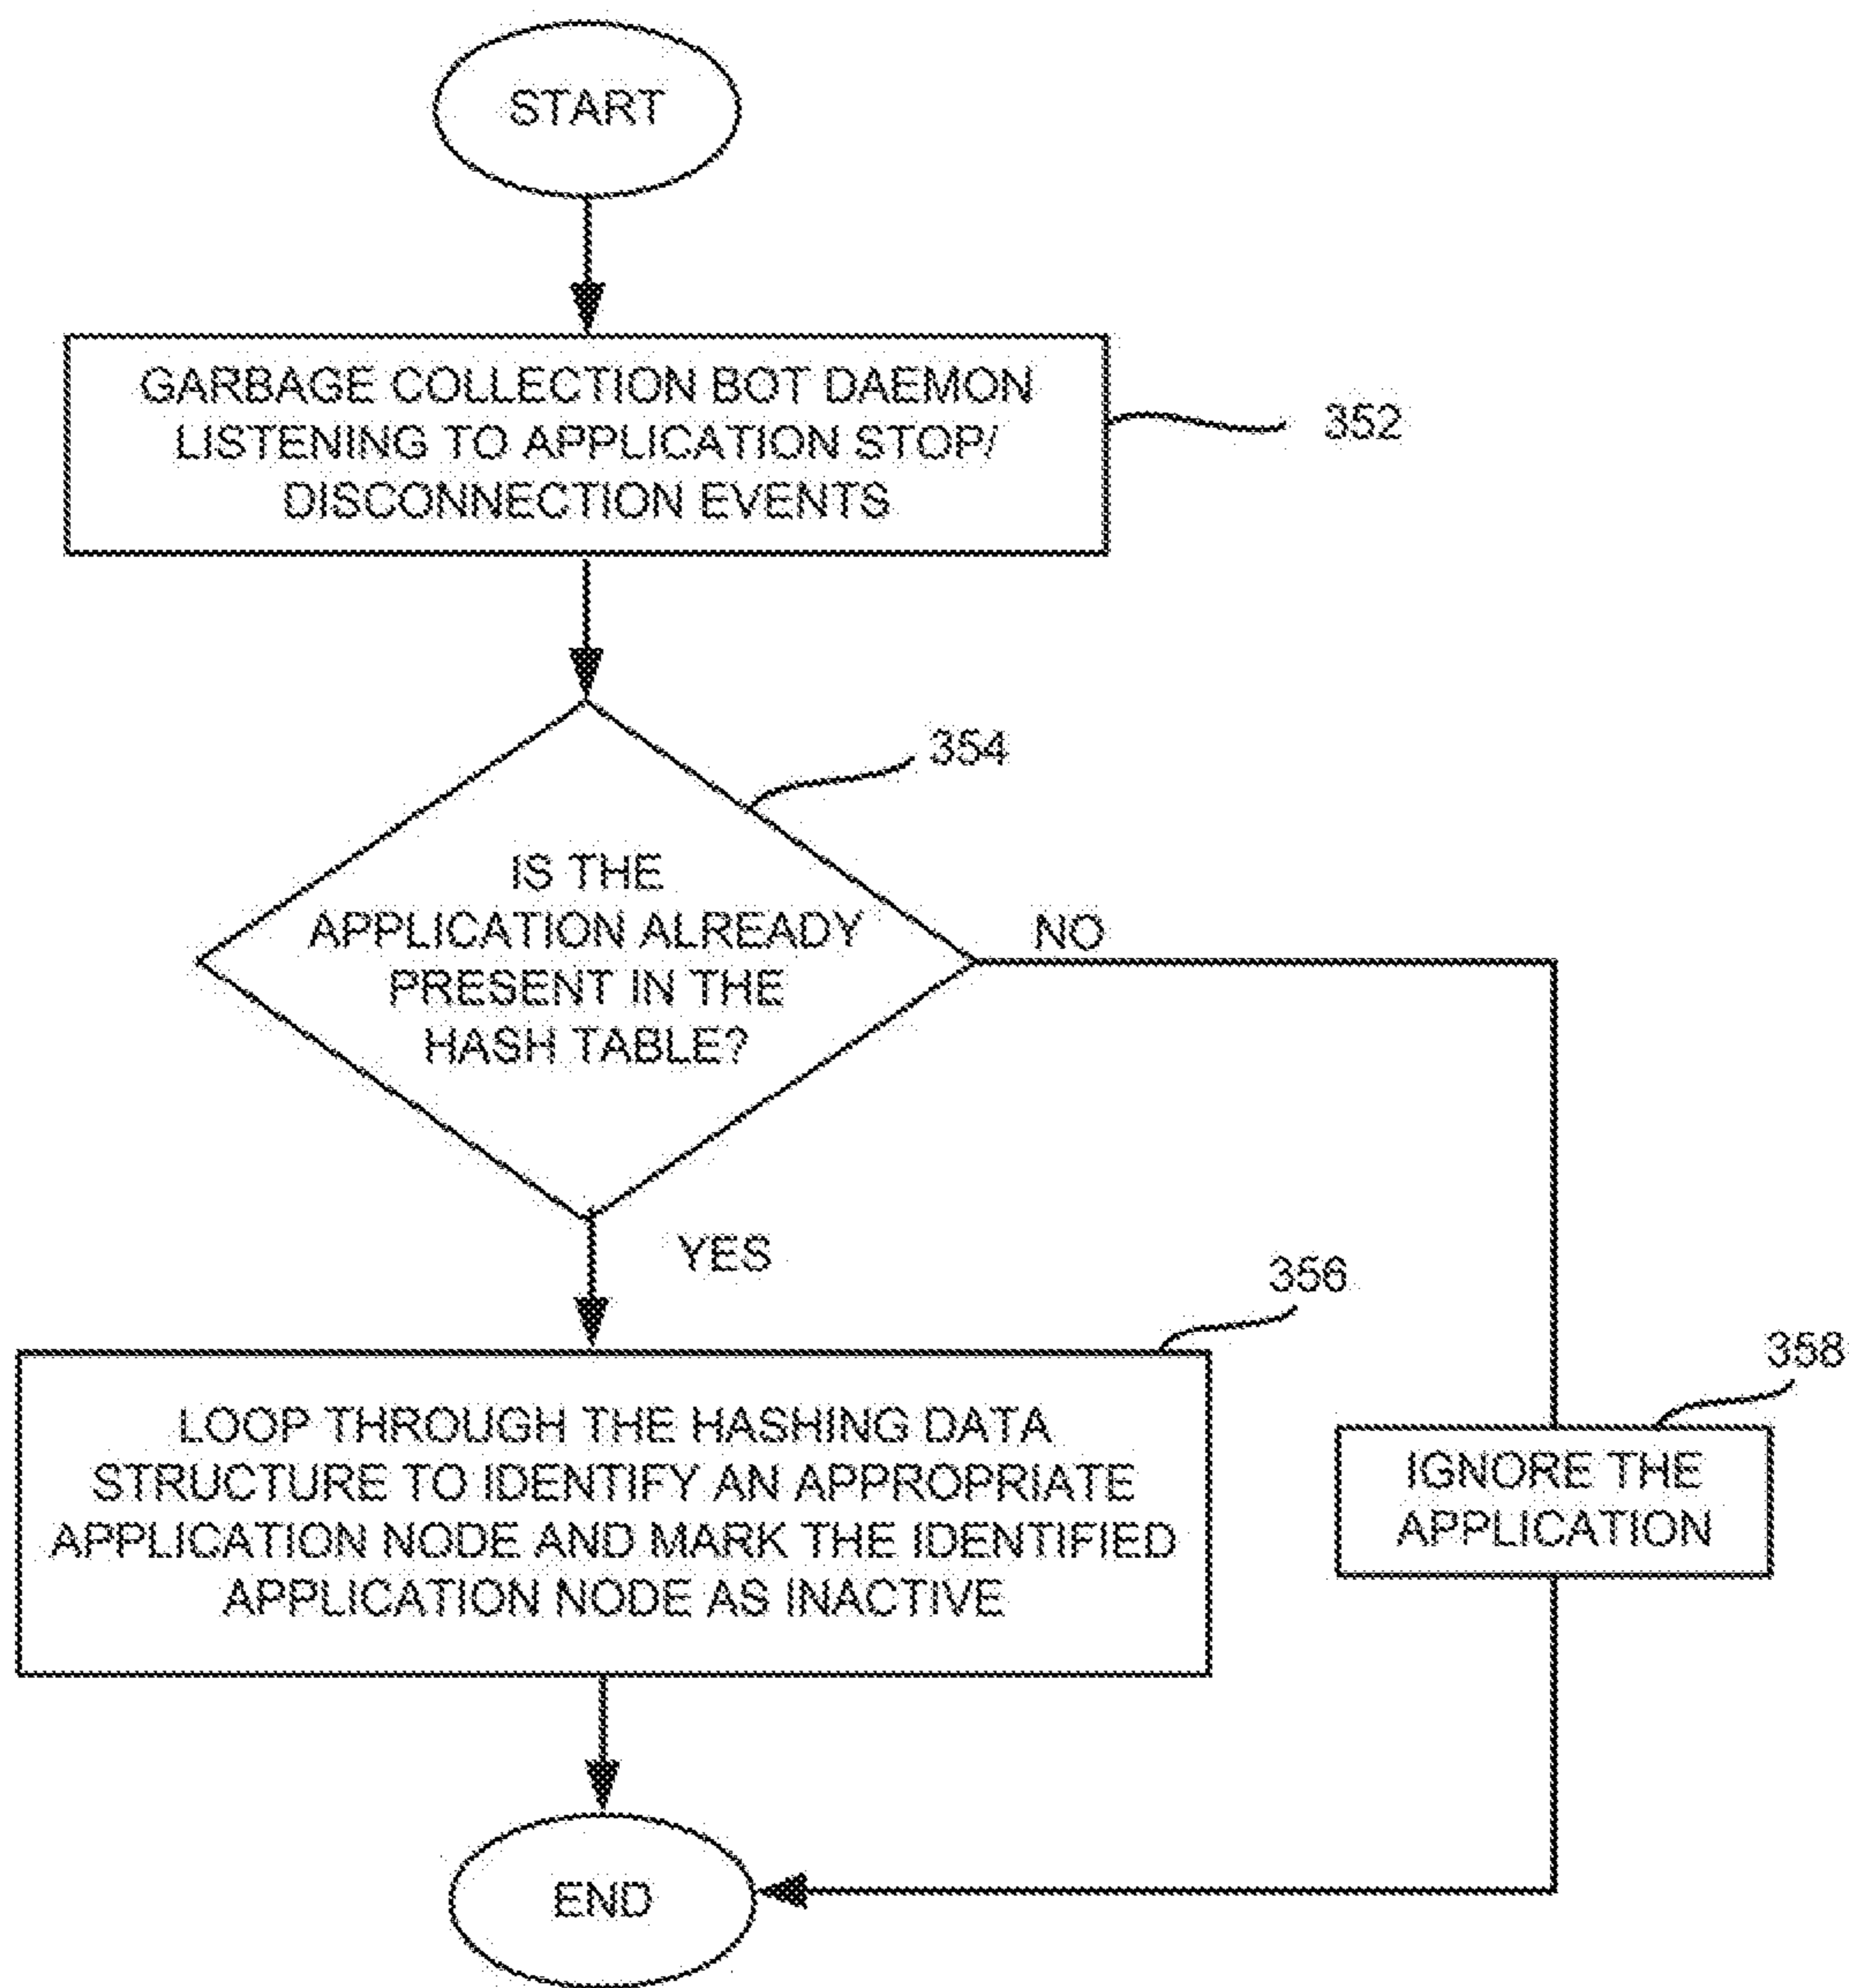 START
GARBAGE COLLECTION BOT DAEMON
LISTENING TO APPLICATION STOP/
DISCONNECTION EVENTS
352
354
IS THE
APPLICATION ALREADY
PRESENT IN THE
HASH TABLE?
NO
YES
356
LOOP THROUGH THE HASHING DATA
STRUCTURE TO IDENTIFY AN APPROPRIATE
APPLICATION NODE AND MARK THE IDENTIFIED
APPLICATION NODE AS INACTIVE
358
IGNORE THE
APPLICATION
END